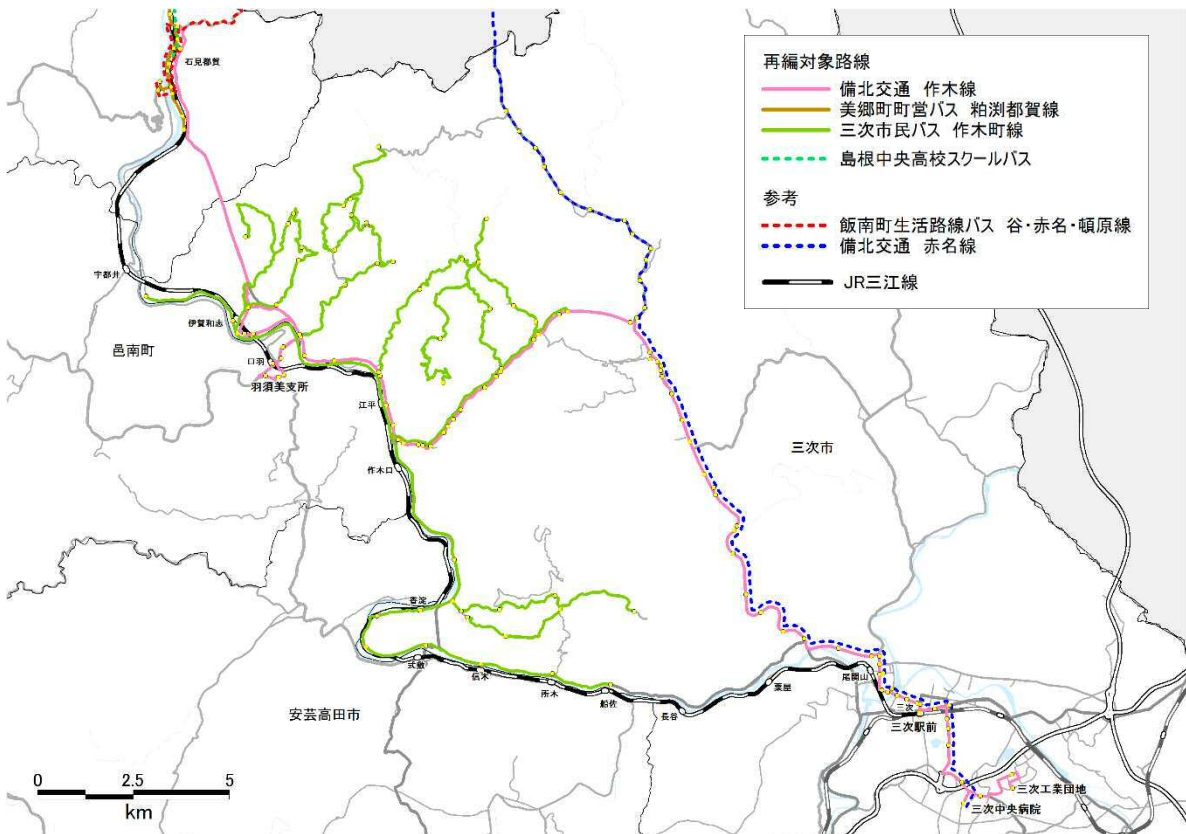 再編対象路線
備北交通 作木線
美郷町町営バス 粕渕都賀線
三次市民バス 作木町線
島根中央高校スクールバス
参考
飯南町生活路線バス 谷・赤名・頓原線
備北交通 赤名線
JR三江線
石見都賀
宇都井
伊賀和志
邑南町
口羽
羽須美支所
江平
作木口
三次市
香淀
式敷
信木
所木
船佐
長谷
粟屋
尾関山
三次
三次駅前
安芸高田市
三次工業団地
三次中央病院
0 2.5 5
km